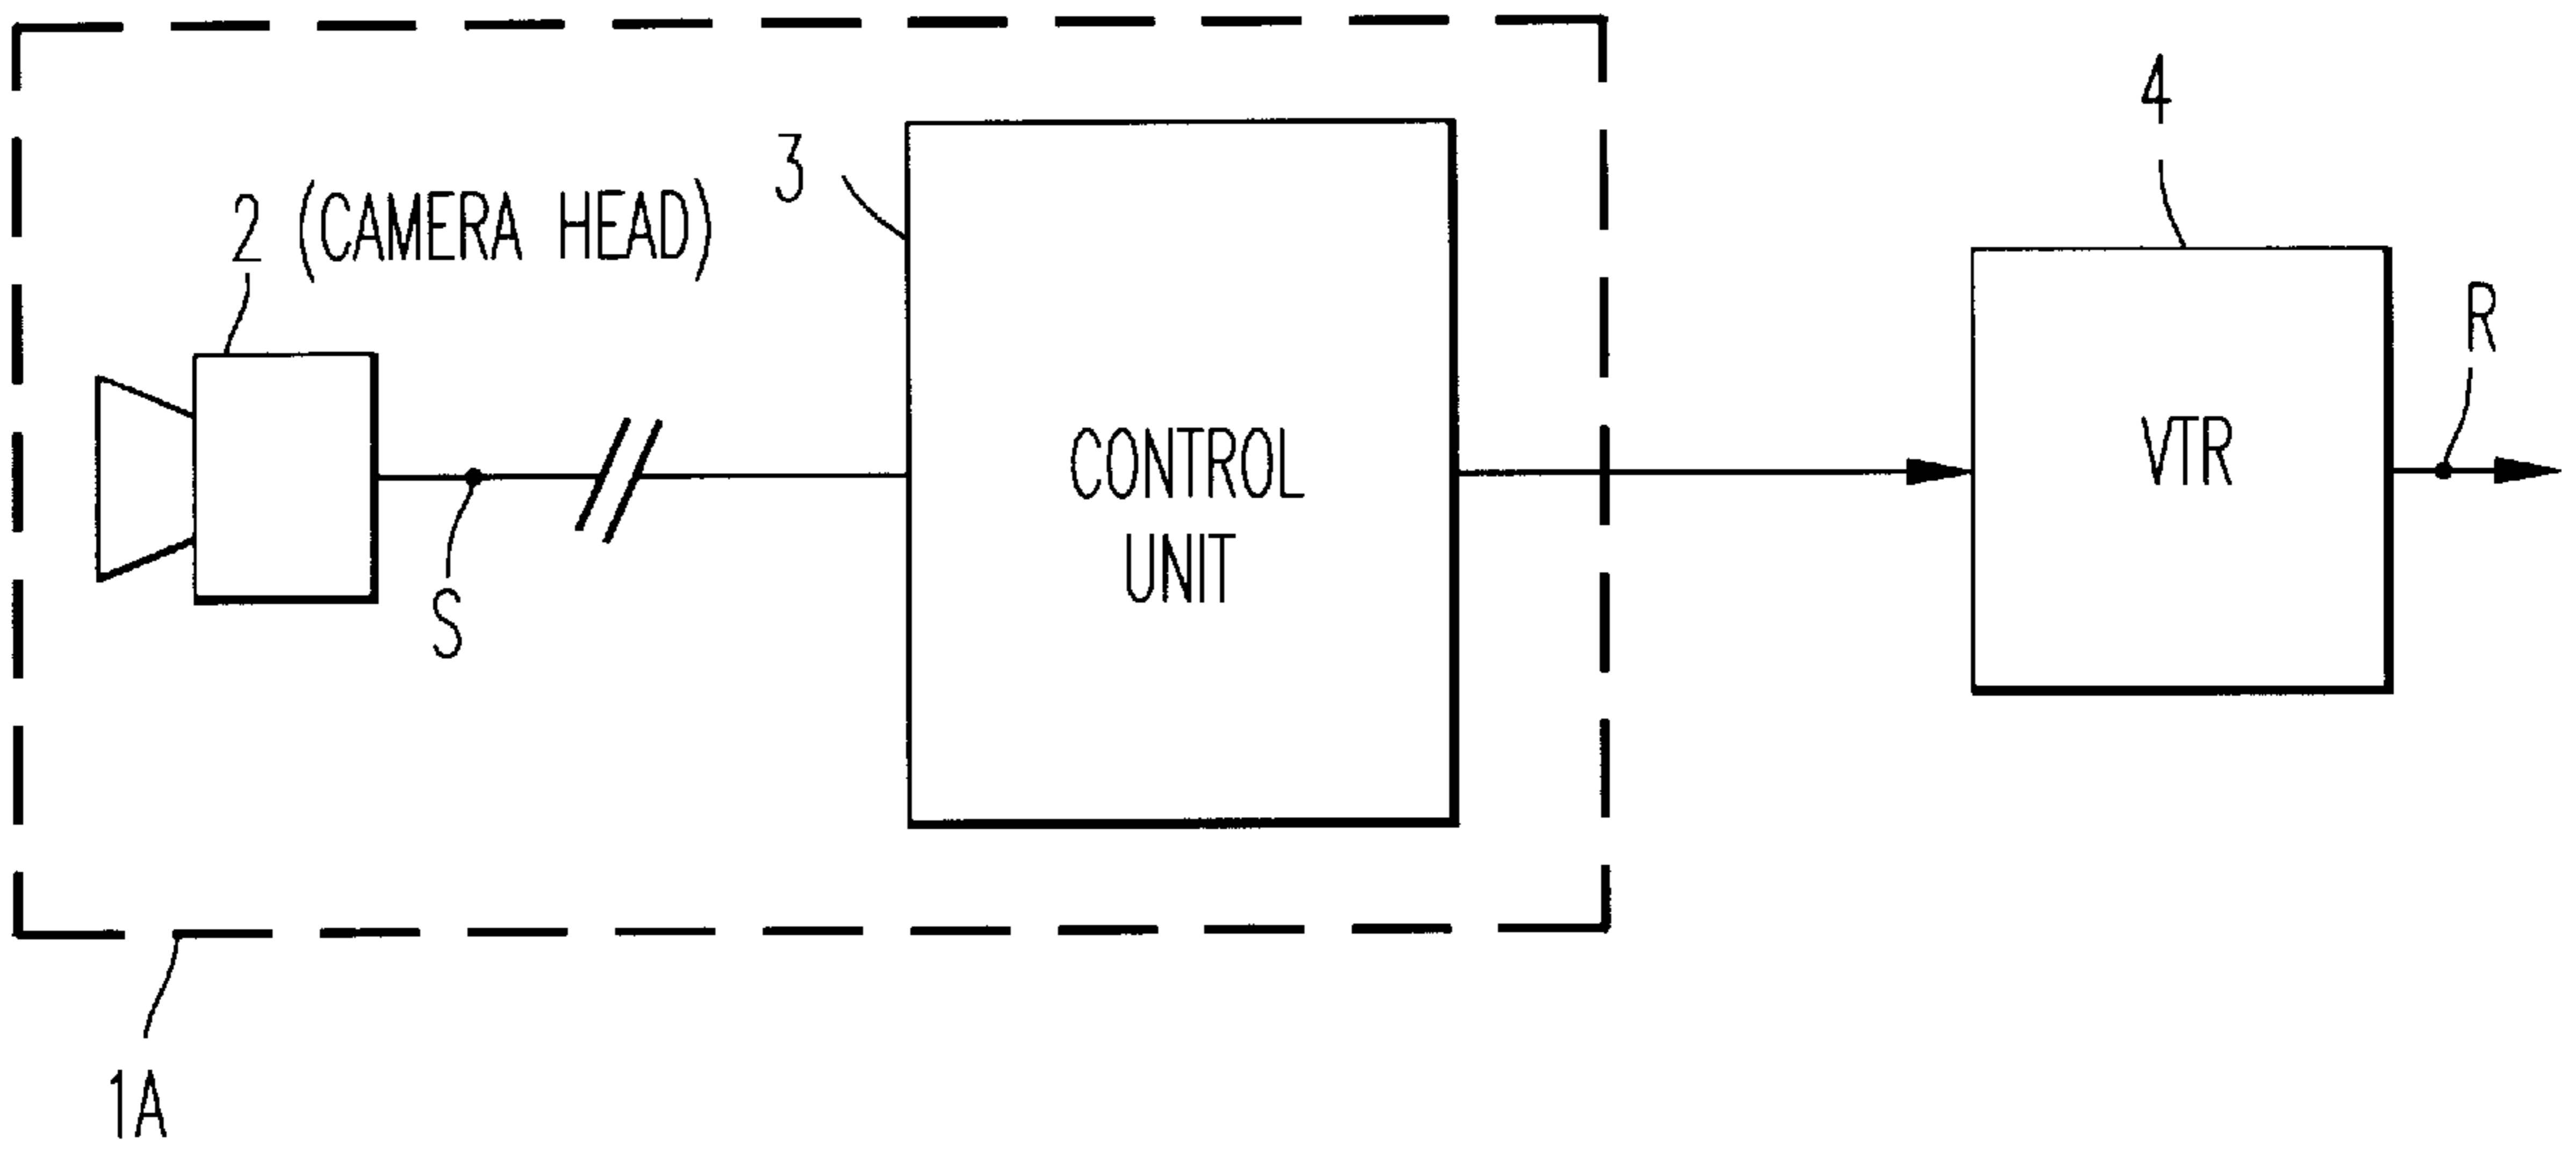 4
3
2 (CAMERA HEAD)
R
CONTROL
UNIT
VTR
S
1A